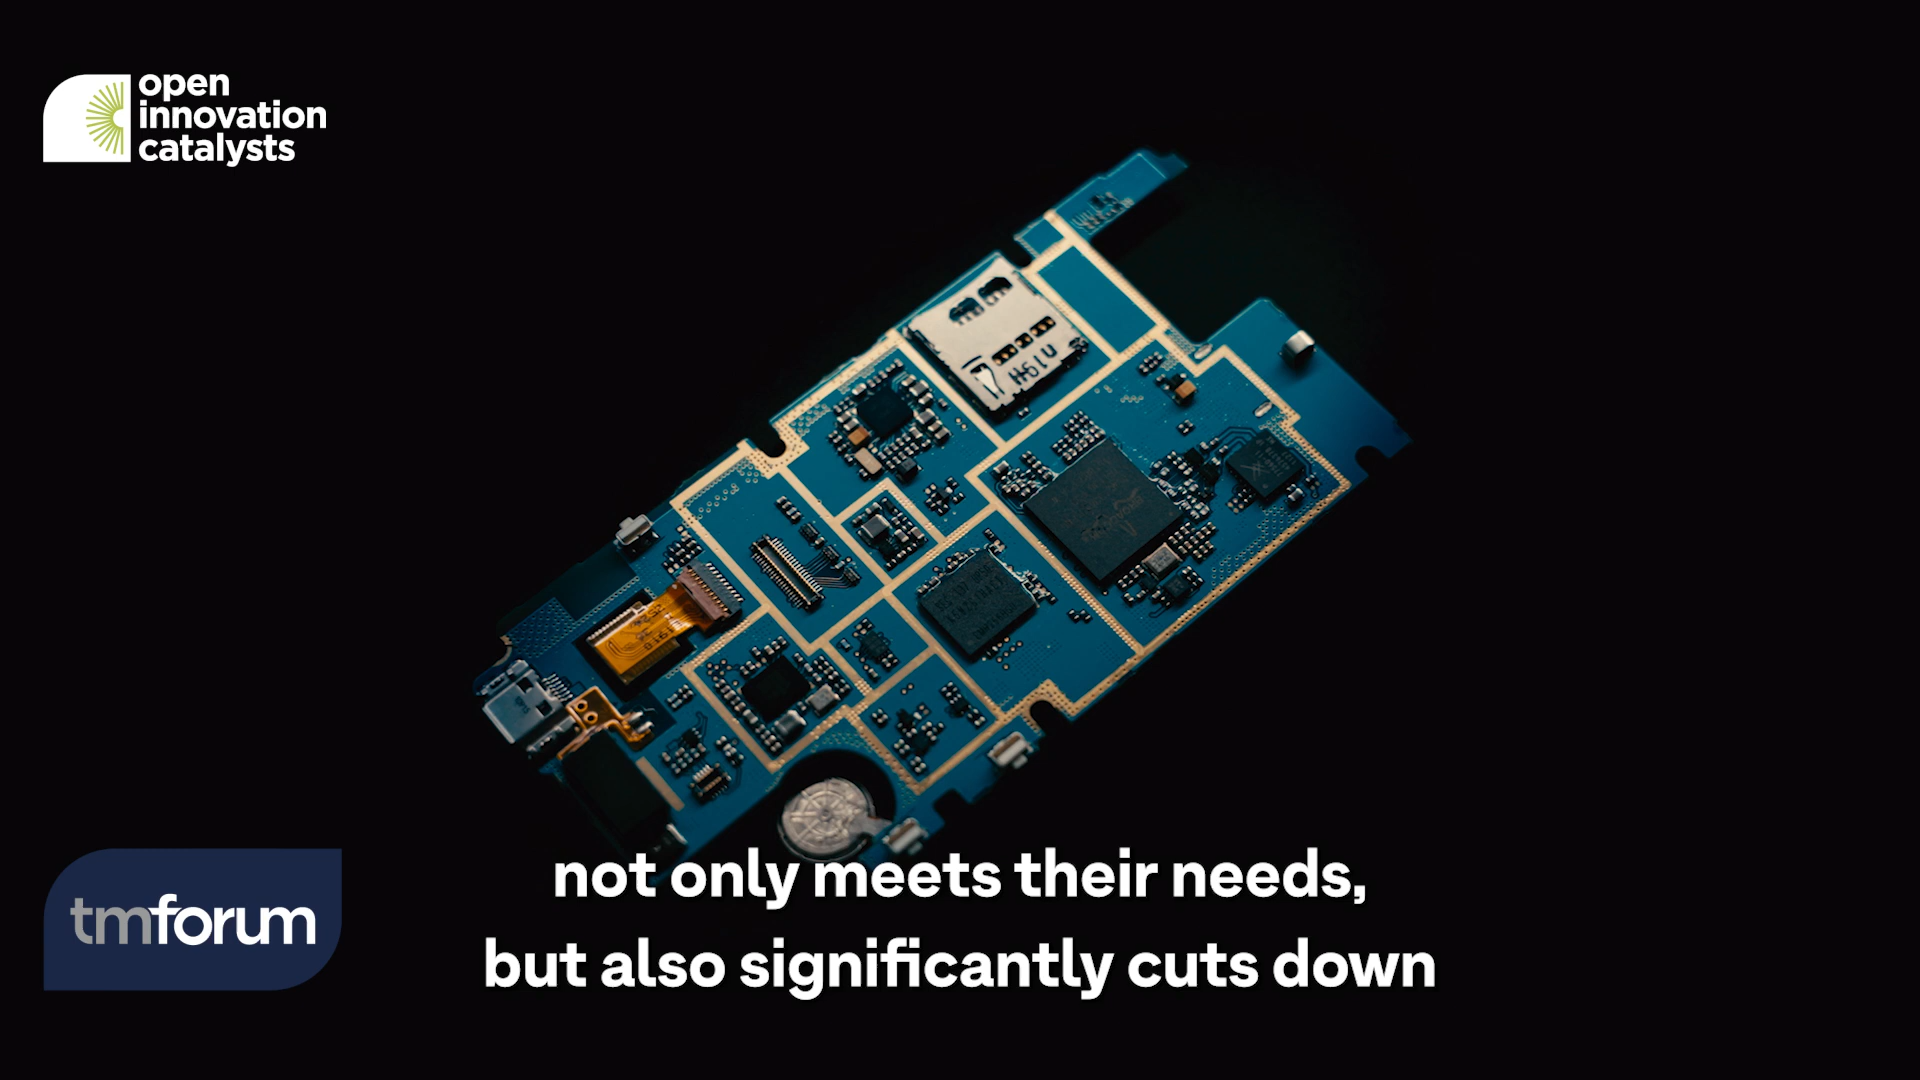 open
innovation
catalysts
tmforum
not only meets their needs,
but also significantly cuts down